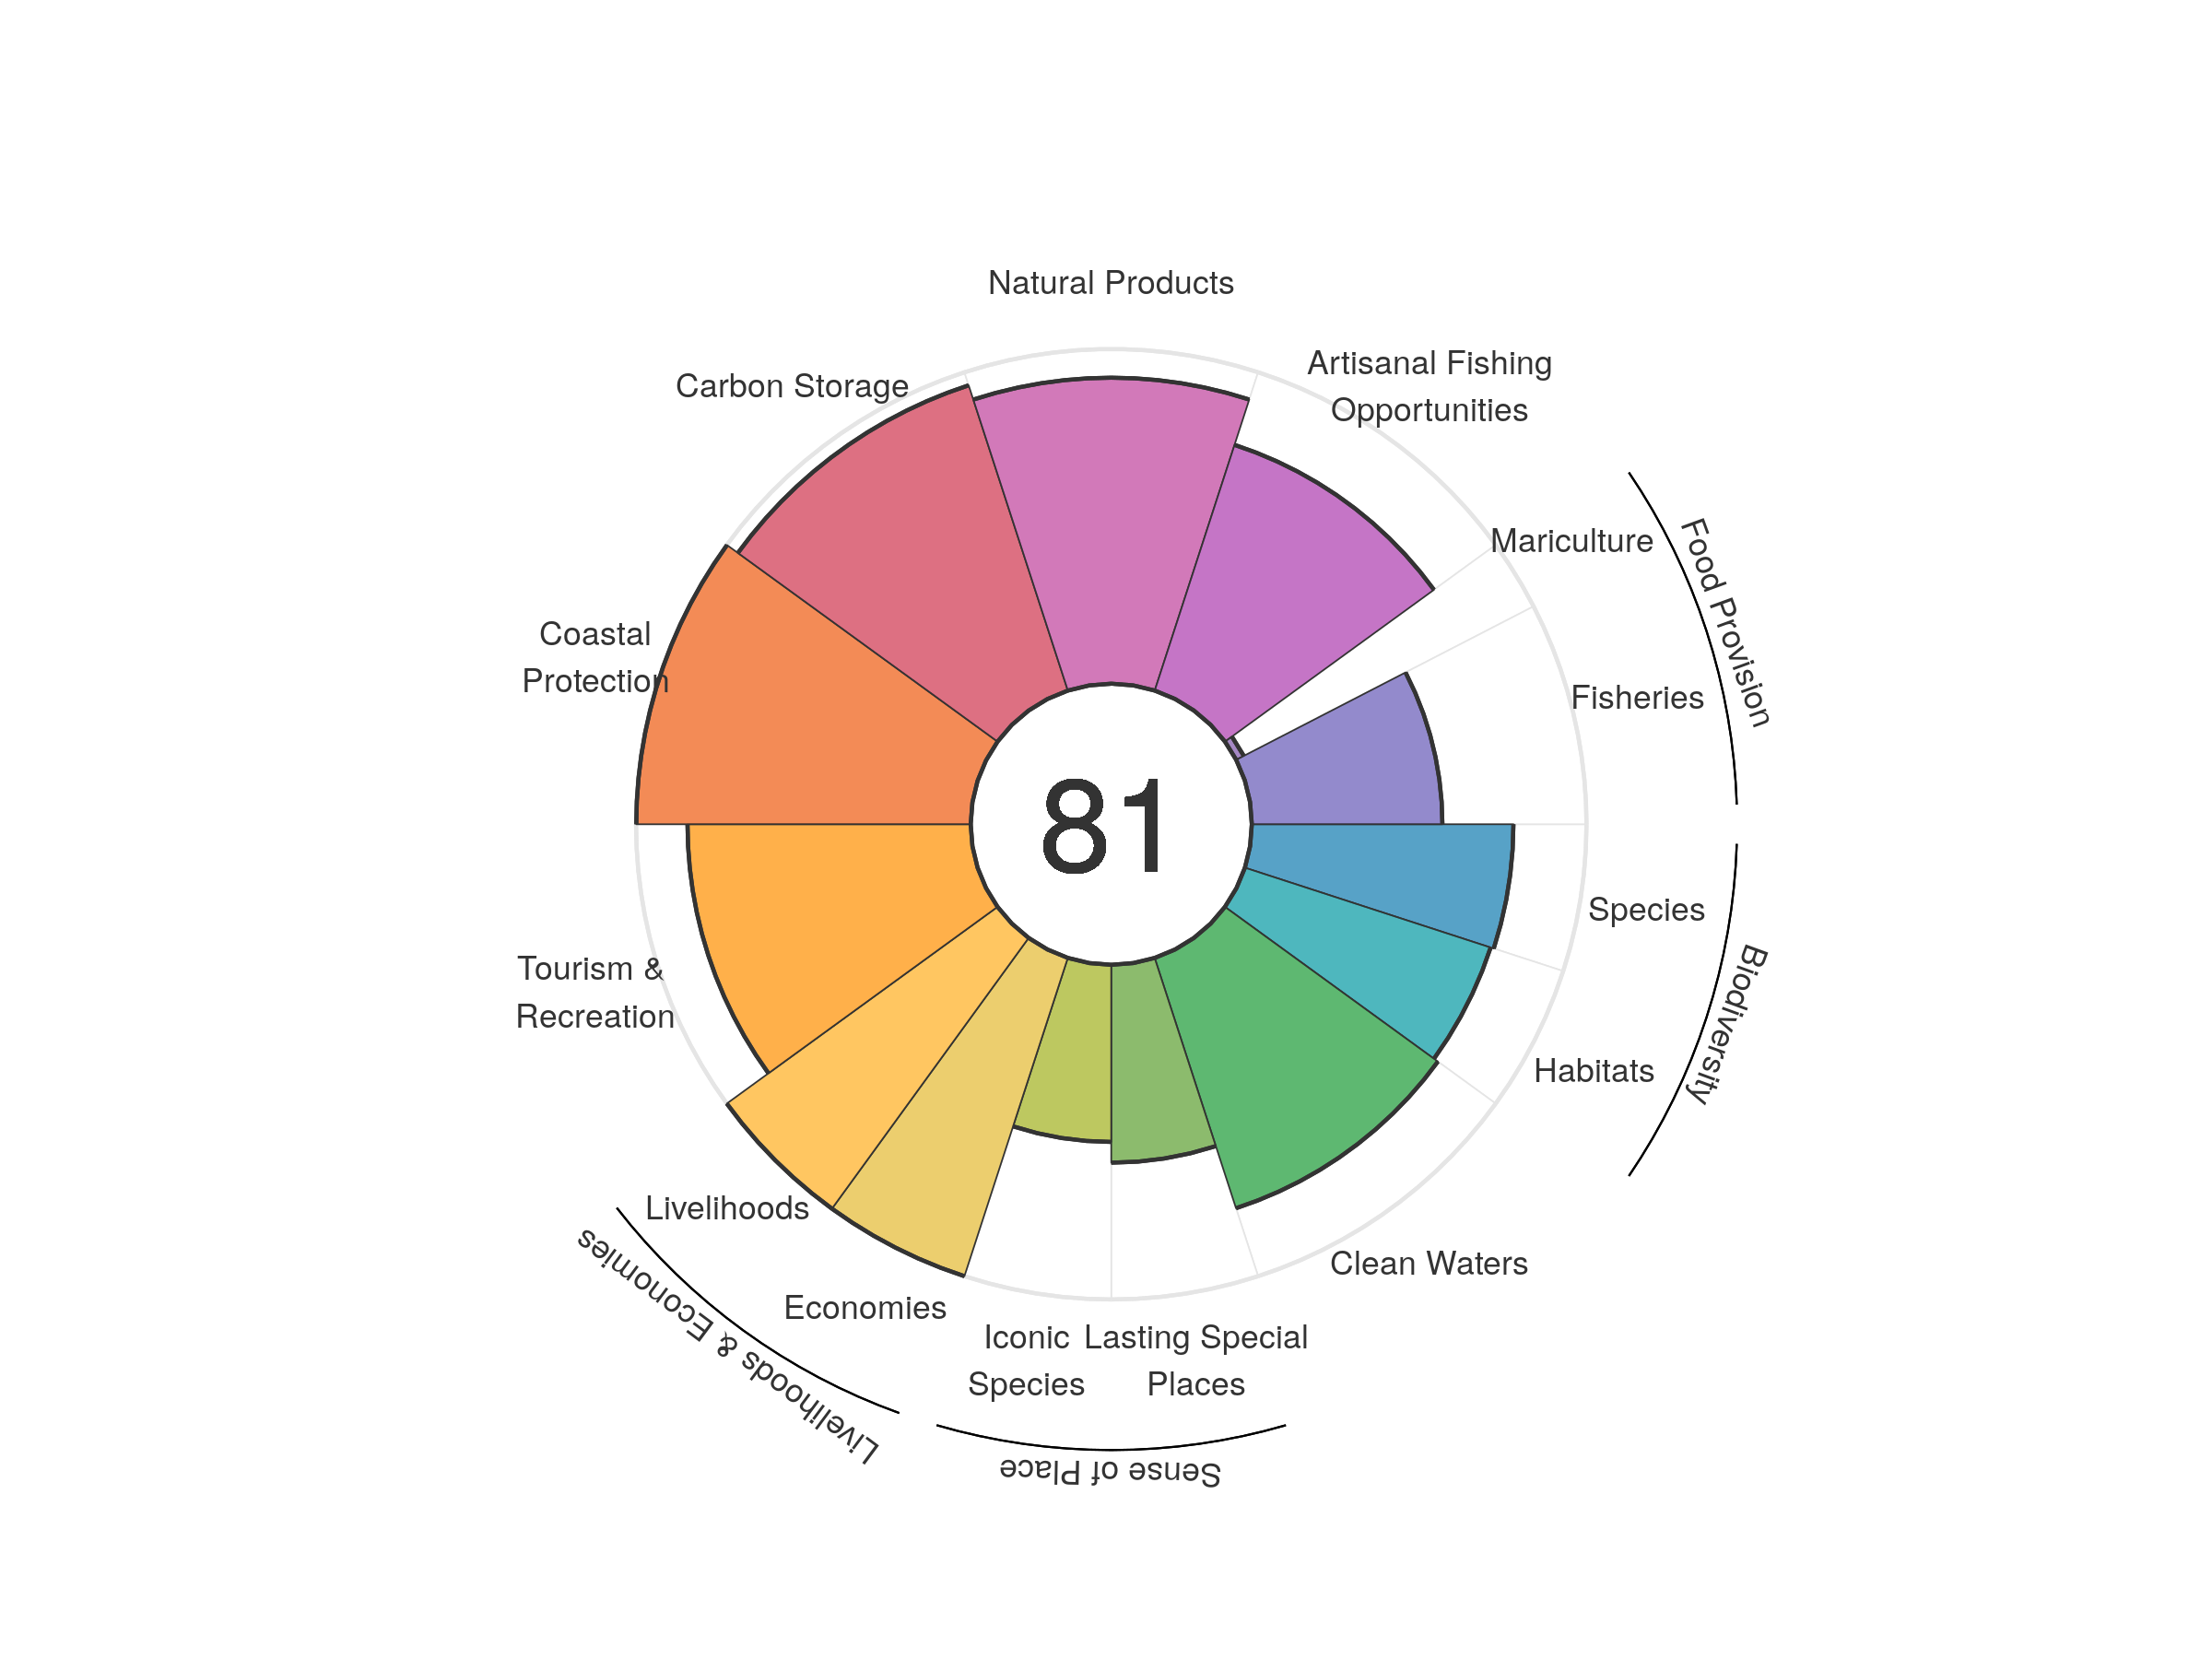 Natural Products
Artisanal Fishing
Opportunities
Carbon Storage
Mariculture
Food Provision
Coastal
Protection
Fisheries
81
Species
Biodiversity
Tourism &
Recreation
Habitats
Livelihoods
Clean Waters
Economies
Livelihoods & Economies
Iconic
Species
Lasting Special
Places
Sense of Place